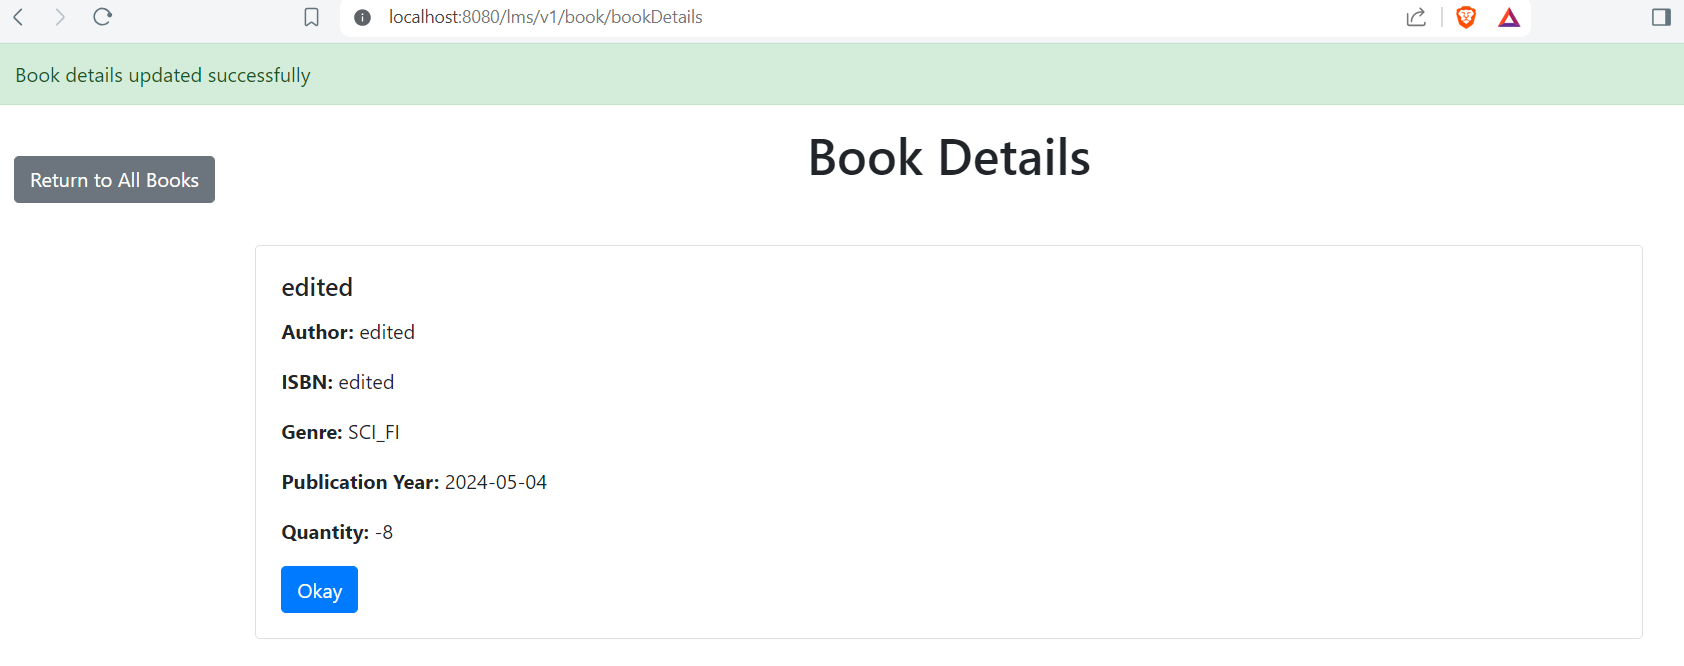 localhost:8080/lms/v1/book/bookDetails
Book details updated successfully
Book Details
Return to All Books
edited
Author: edited
ISBN: edited
Genre: SCI_FI
Publication Year: 2024-05-04
Quantity: -8
Okay